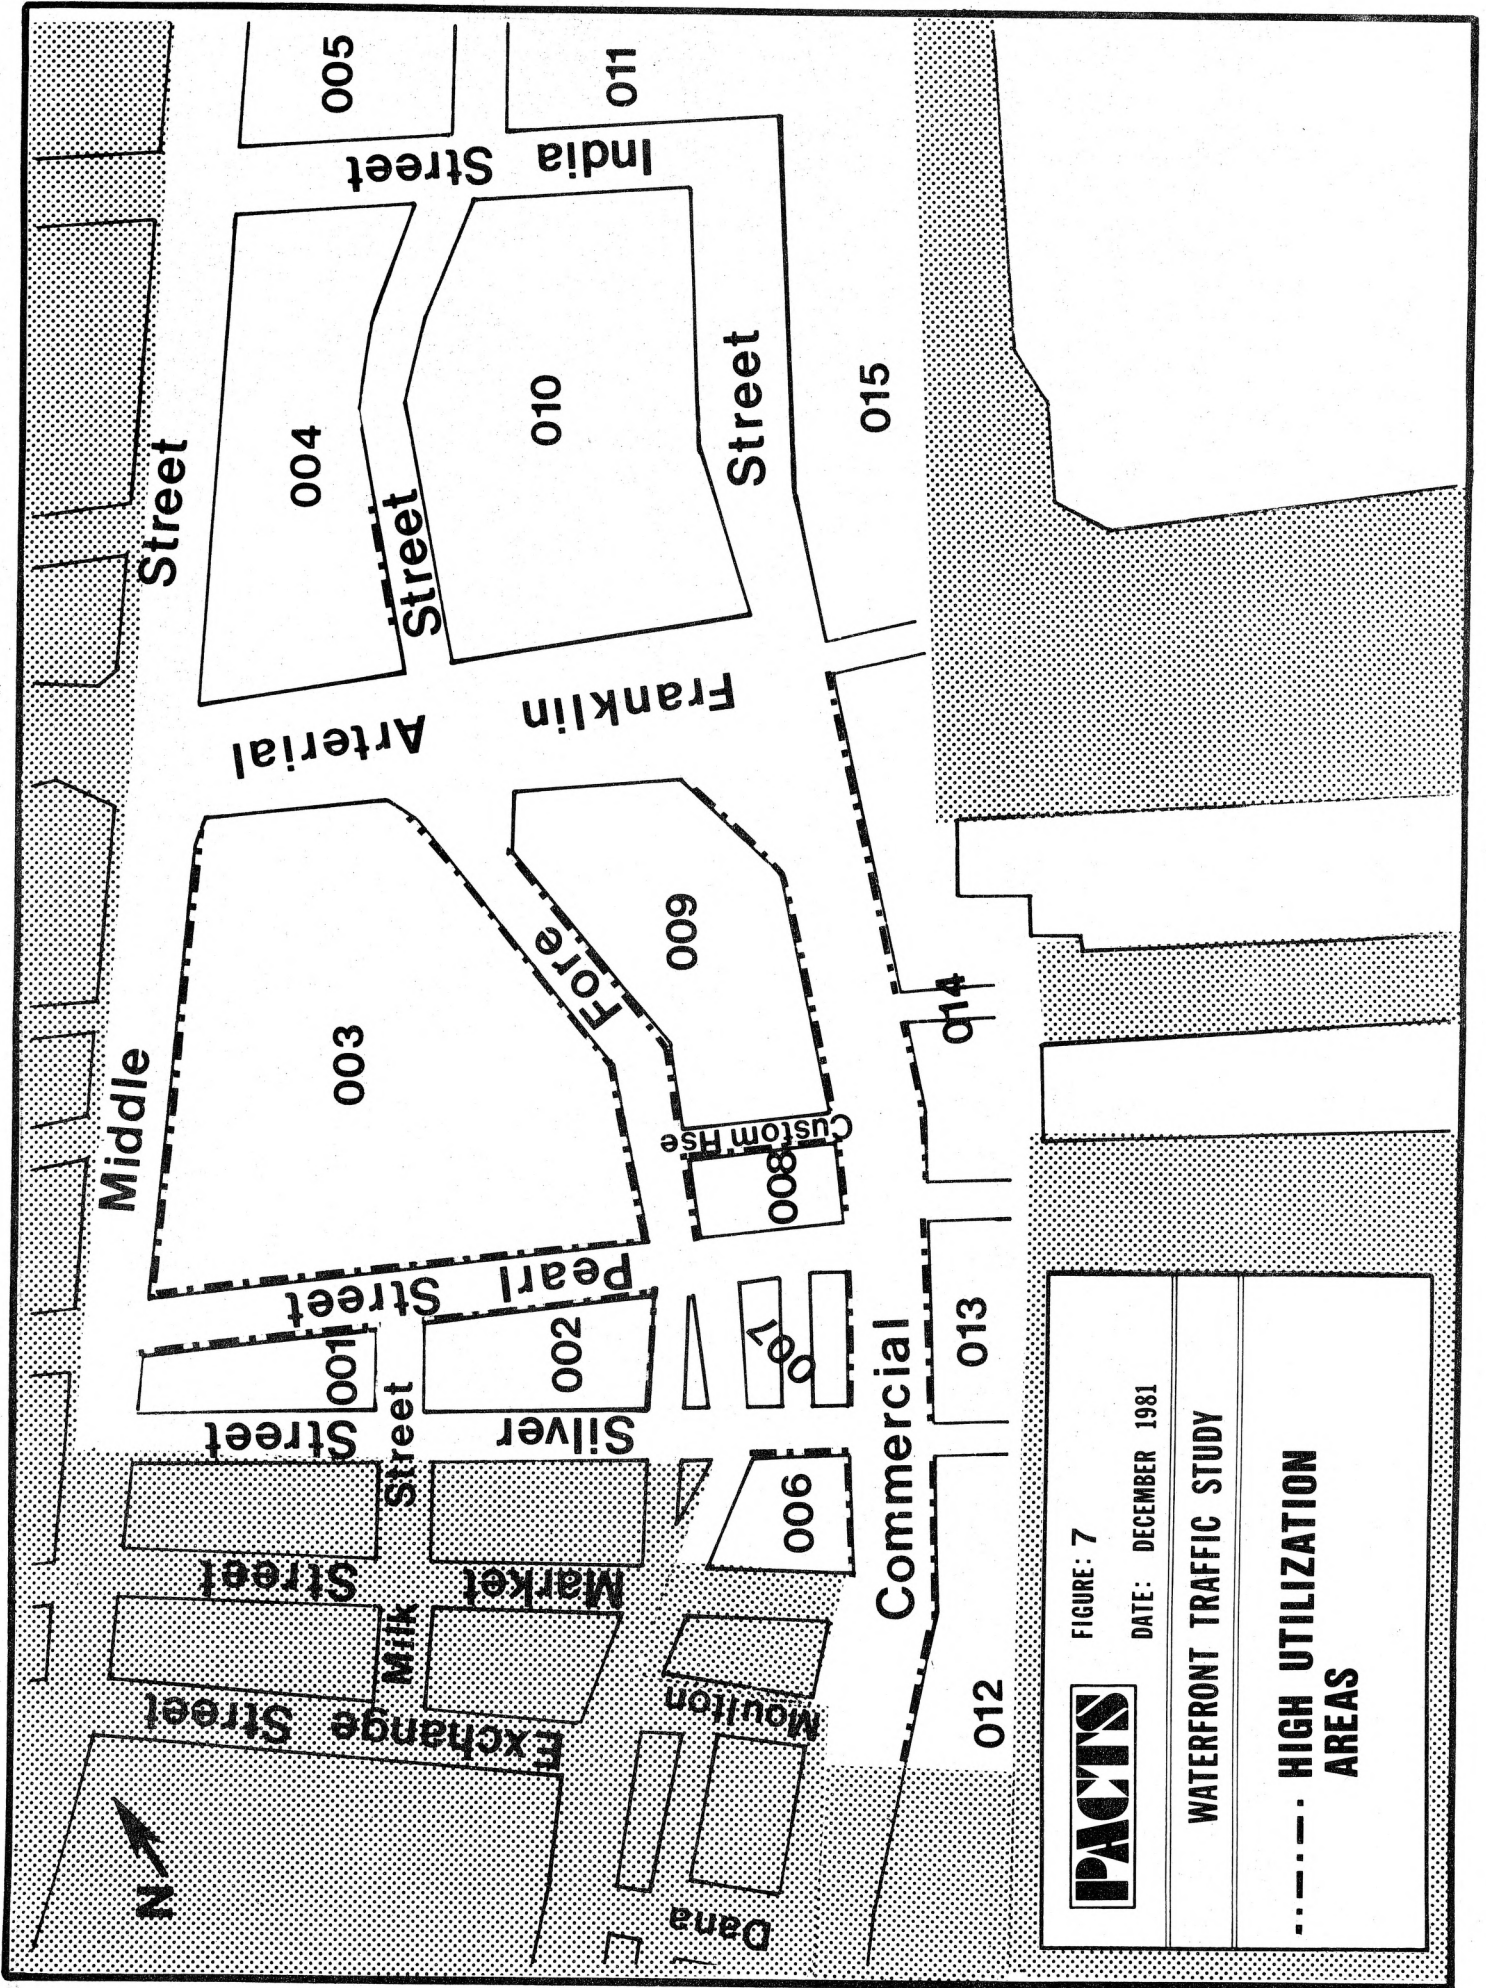 005
011
India
Street
004
010
Street
Street
Street
015
Franklin
Arterial
Middle
003
Fore
009
014
Custom Hse
008
Pearl
Street
001
002
007
013
Silver
Street
Milk
Street
006
Commercial
Market
Street
Exchange Street
Moulton
012
Dana
N
PACTS
FIGURE: 7
DATE: DECEMBER 1981
WATERFRONT TRAFFIC STUDY
HIGH UTILIZATION
AREAS